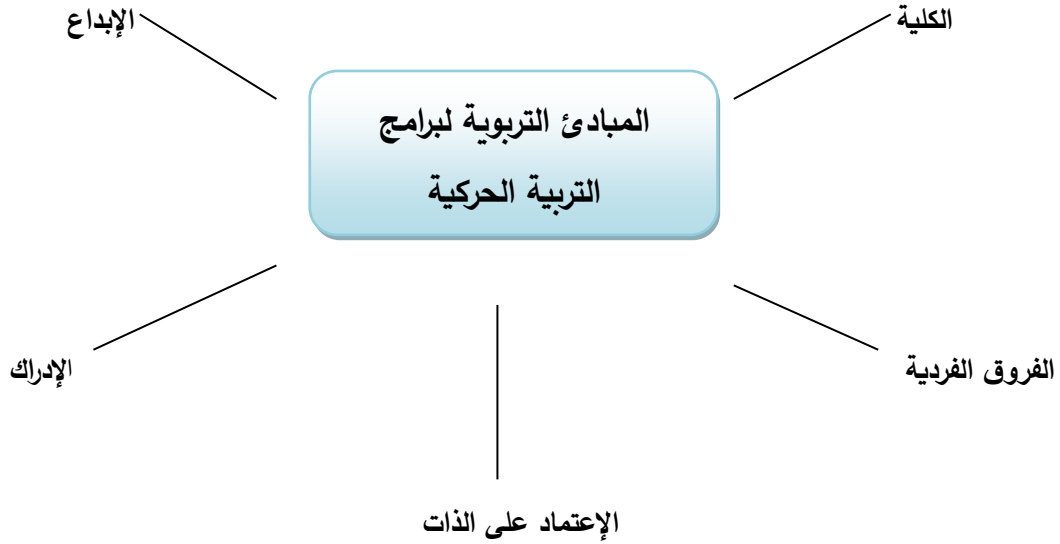 الكلية
الإبداع
المبادئ التربوية لبرامج
التربية الحركية
الفروق الفردية
الإدراك
الإعتماد على الذات